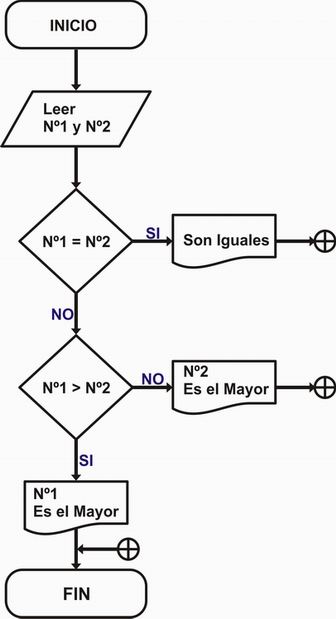 INICIO
Leer
Nº1 y Nº2
Nº1 = Nº2
SI
Son Iguales
NO
Nº1 > Nº2
NO
Nº2
Es el Mayor
SI
Nº1
Es el Mayor
FIN